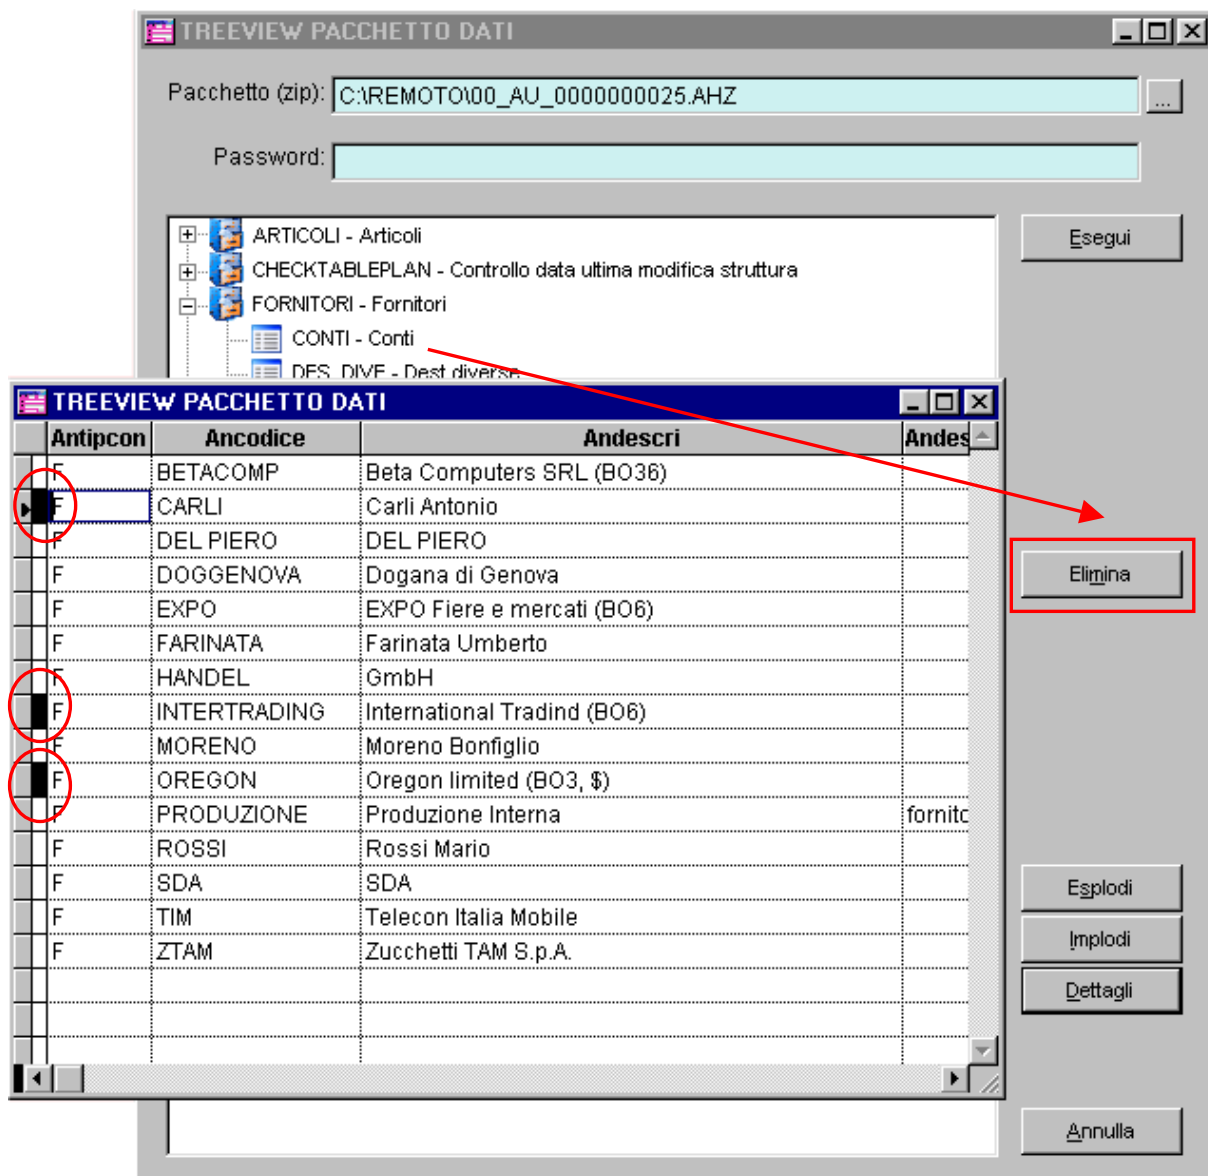 TREEVIEW PACCHETTO DATI
Pacchetto (zip): C:\REMOTO\00_AU_0000000025.AHZ ...
Password:
ARTICOLI - Articoli
CHECKTABLEPLAN - Controllo data ultima modifica struttura
FORNITORI - Fornitori
CONTI - Conti
DES_DIVE - Dest diverse
Esegui
TREEVIEW PACCHETTO DATI
Antipcon Ancodice Andescri Andes
F BETACOMP Beta Computers SRL (BO36)
F CARLI Carli Antonio
F DEL PIERO DEL PIERO
F DOGGENOVA Dogana di Genova
F EXPO EXPO Fiere e mercati (BO6)
F FARINATA Farinata Umberto
F HANDEL GmbH
F INTERTRADING International Tradind (BO6)
F MORENO Moreno Bonfiglio
F OREGON Oregon limited (BO3, $)
F PRODUZIONE Produzione Interna fornitc
F ROSSI Rossi Mario
F SDA SDA
F TIM Telecon Italia Mobile
F ZTAM Zucchetti TAM S.p.A.
Elimina
Esplodi
Implodi
Dettagli
Annulla